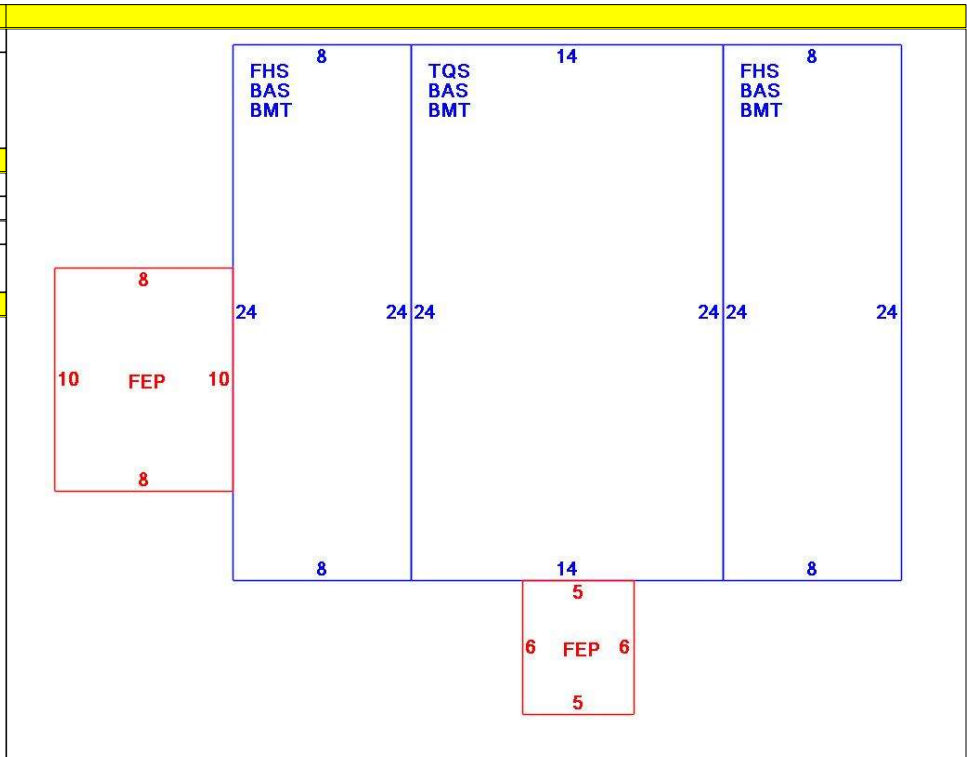 8 14 8
FHS TQS FHS
BAS BAS BAS
BMT BMT BMT
8
24 24 24 24 24 24
10 FEP 10
8
8 14 8
5
6 FEP 6
5